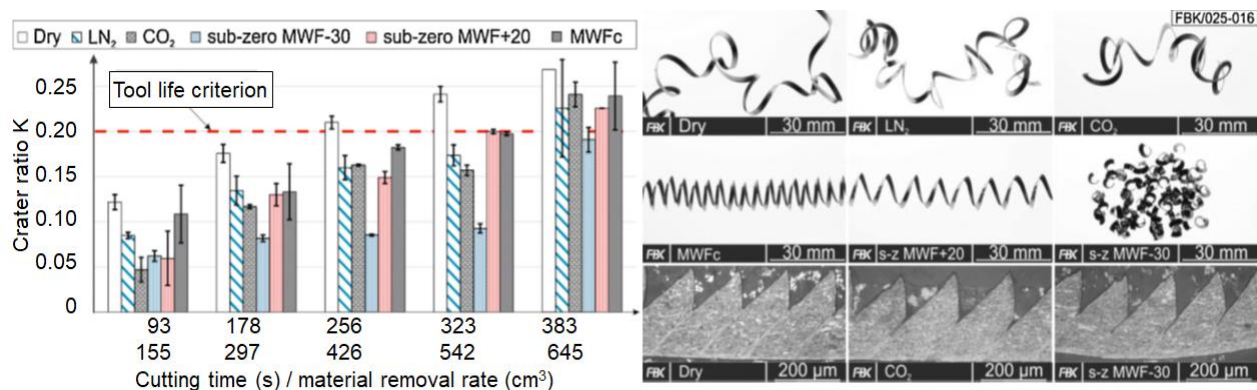 Dry LN₂ CO₂ sub-zero MWF-30 sub-zero MWF+20 MWFc
Crater ratio K
0.25
0.20
0.15
0.10
0.05
0
Tool life criterion
93 178 256 323 383
155 297 426 542 645
Cutting time (s) / material removal rate (cm³)
FBK/025-016
FBK Dry 30 mm
FBK LN₂ 30 mm
FBK CO₂ 30 mm
FBK MWFc 30 mm
FBK s-z MWF+20 30 mm
FBK s-z MWF-30 30 mm
FBK Dry 200 µm
FBK CO₂ 200 µm
FBK s-z MWF-30 200 µm